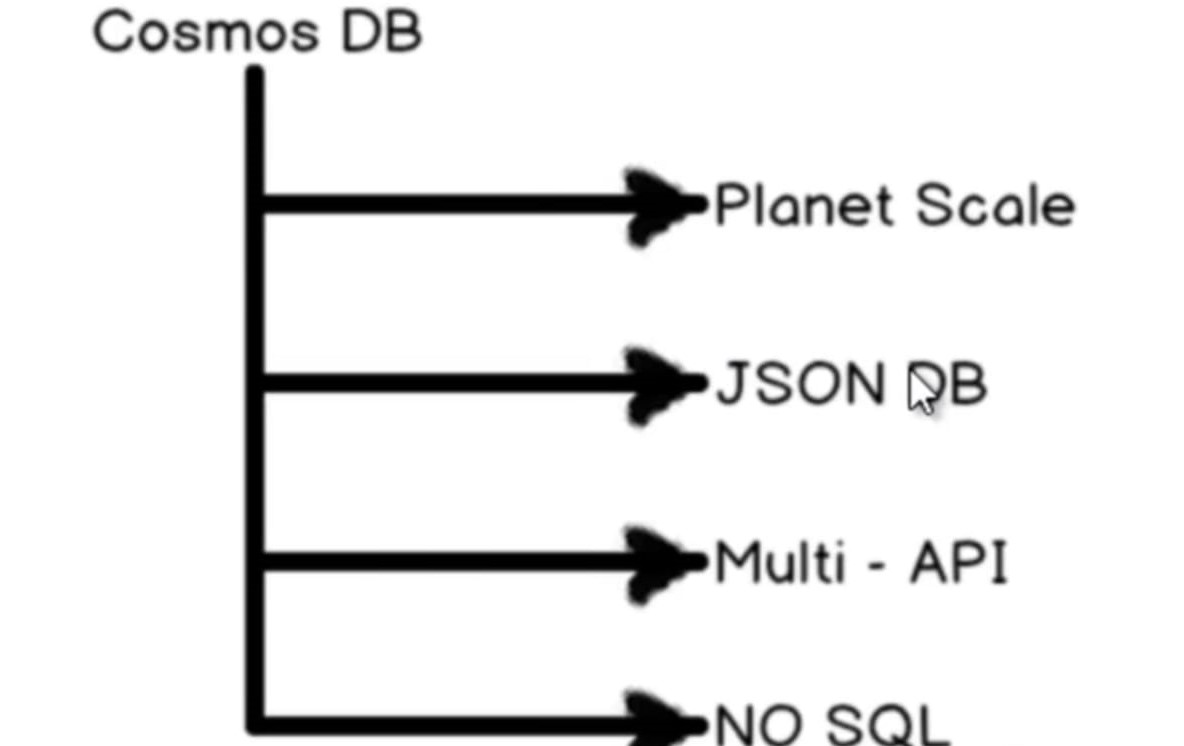 Cosmos DB
Planet Scale
JSON DB
Multi - API
NO SQL